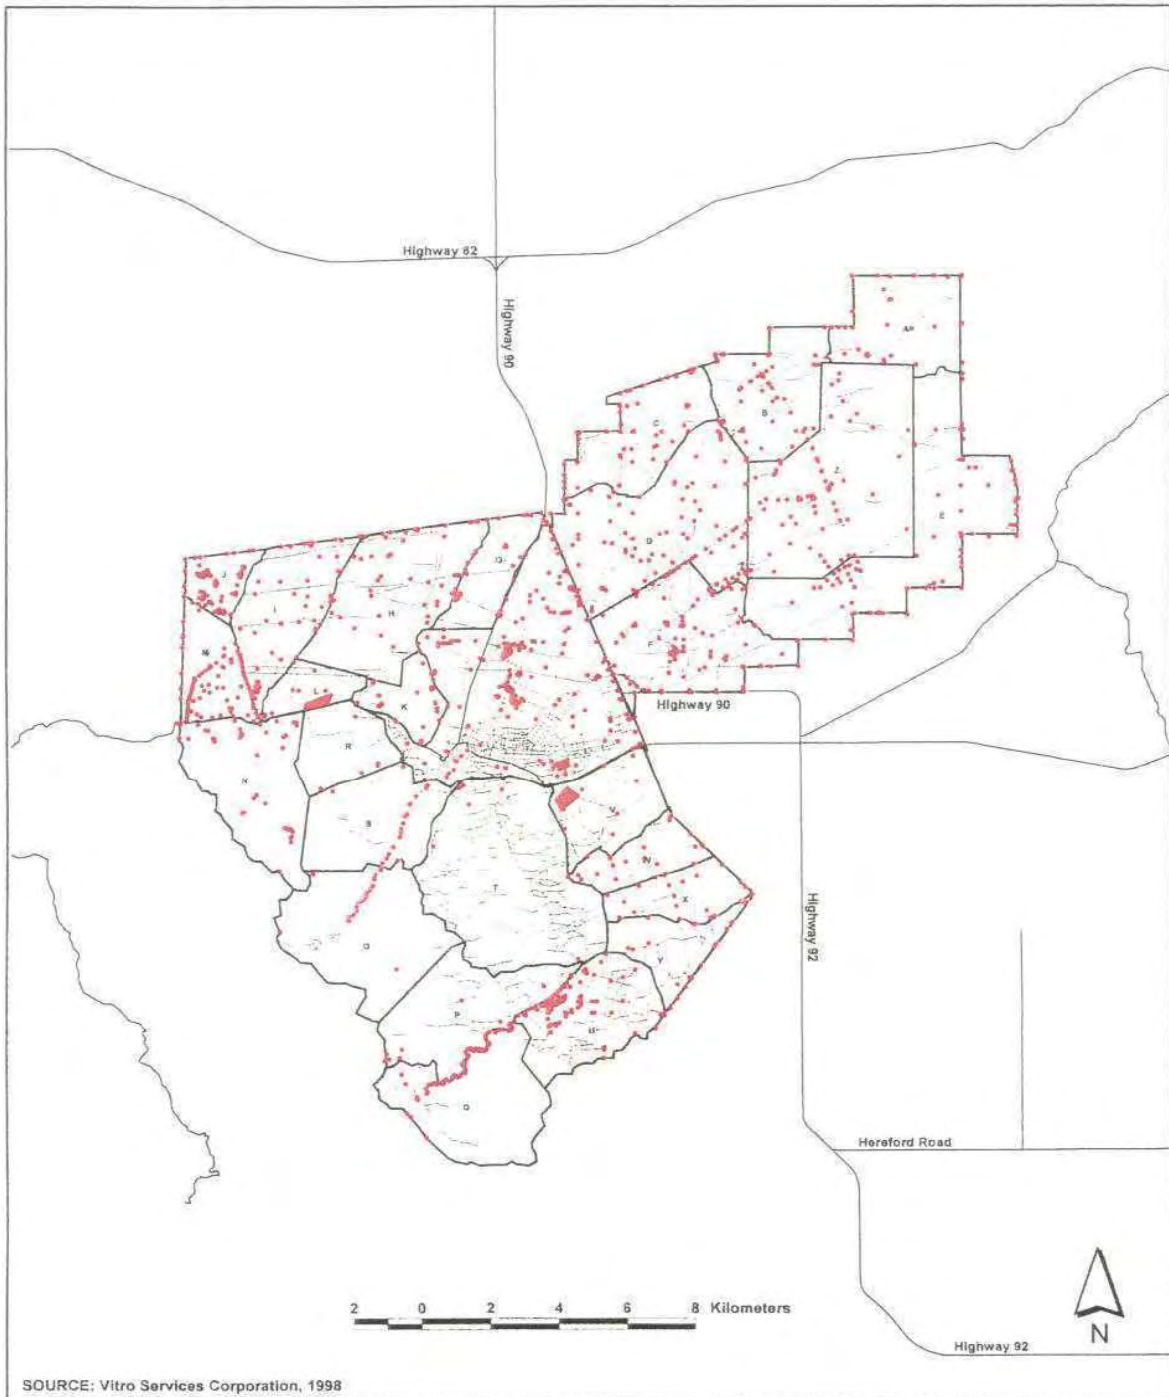 Highway 82
Highway 90
A
B
C
Z
E
D
G
J
I
H
F
M
L
K
Highway 90
R
N
S
V
W
T
X
Highway 92
O
Y
P
U
Q
Hereford Road
2 0 2 4 6 8 Kilometers
N
Highway 92
SOURCE: Vitro Services Corporation, 1998